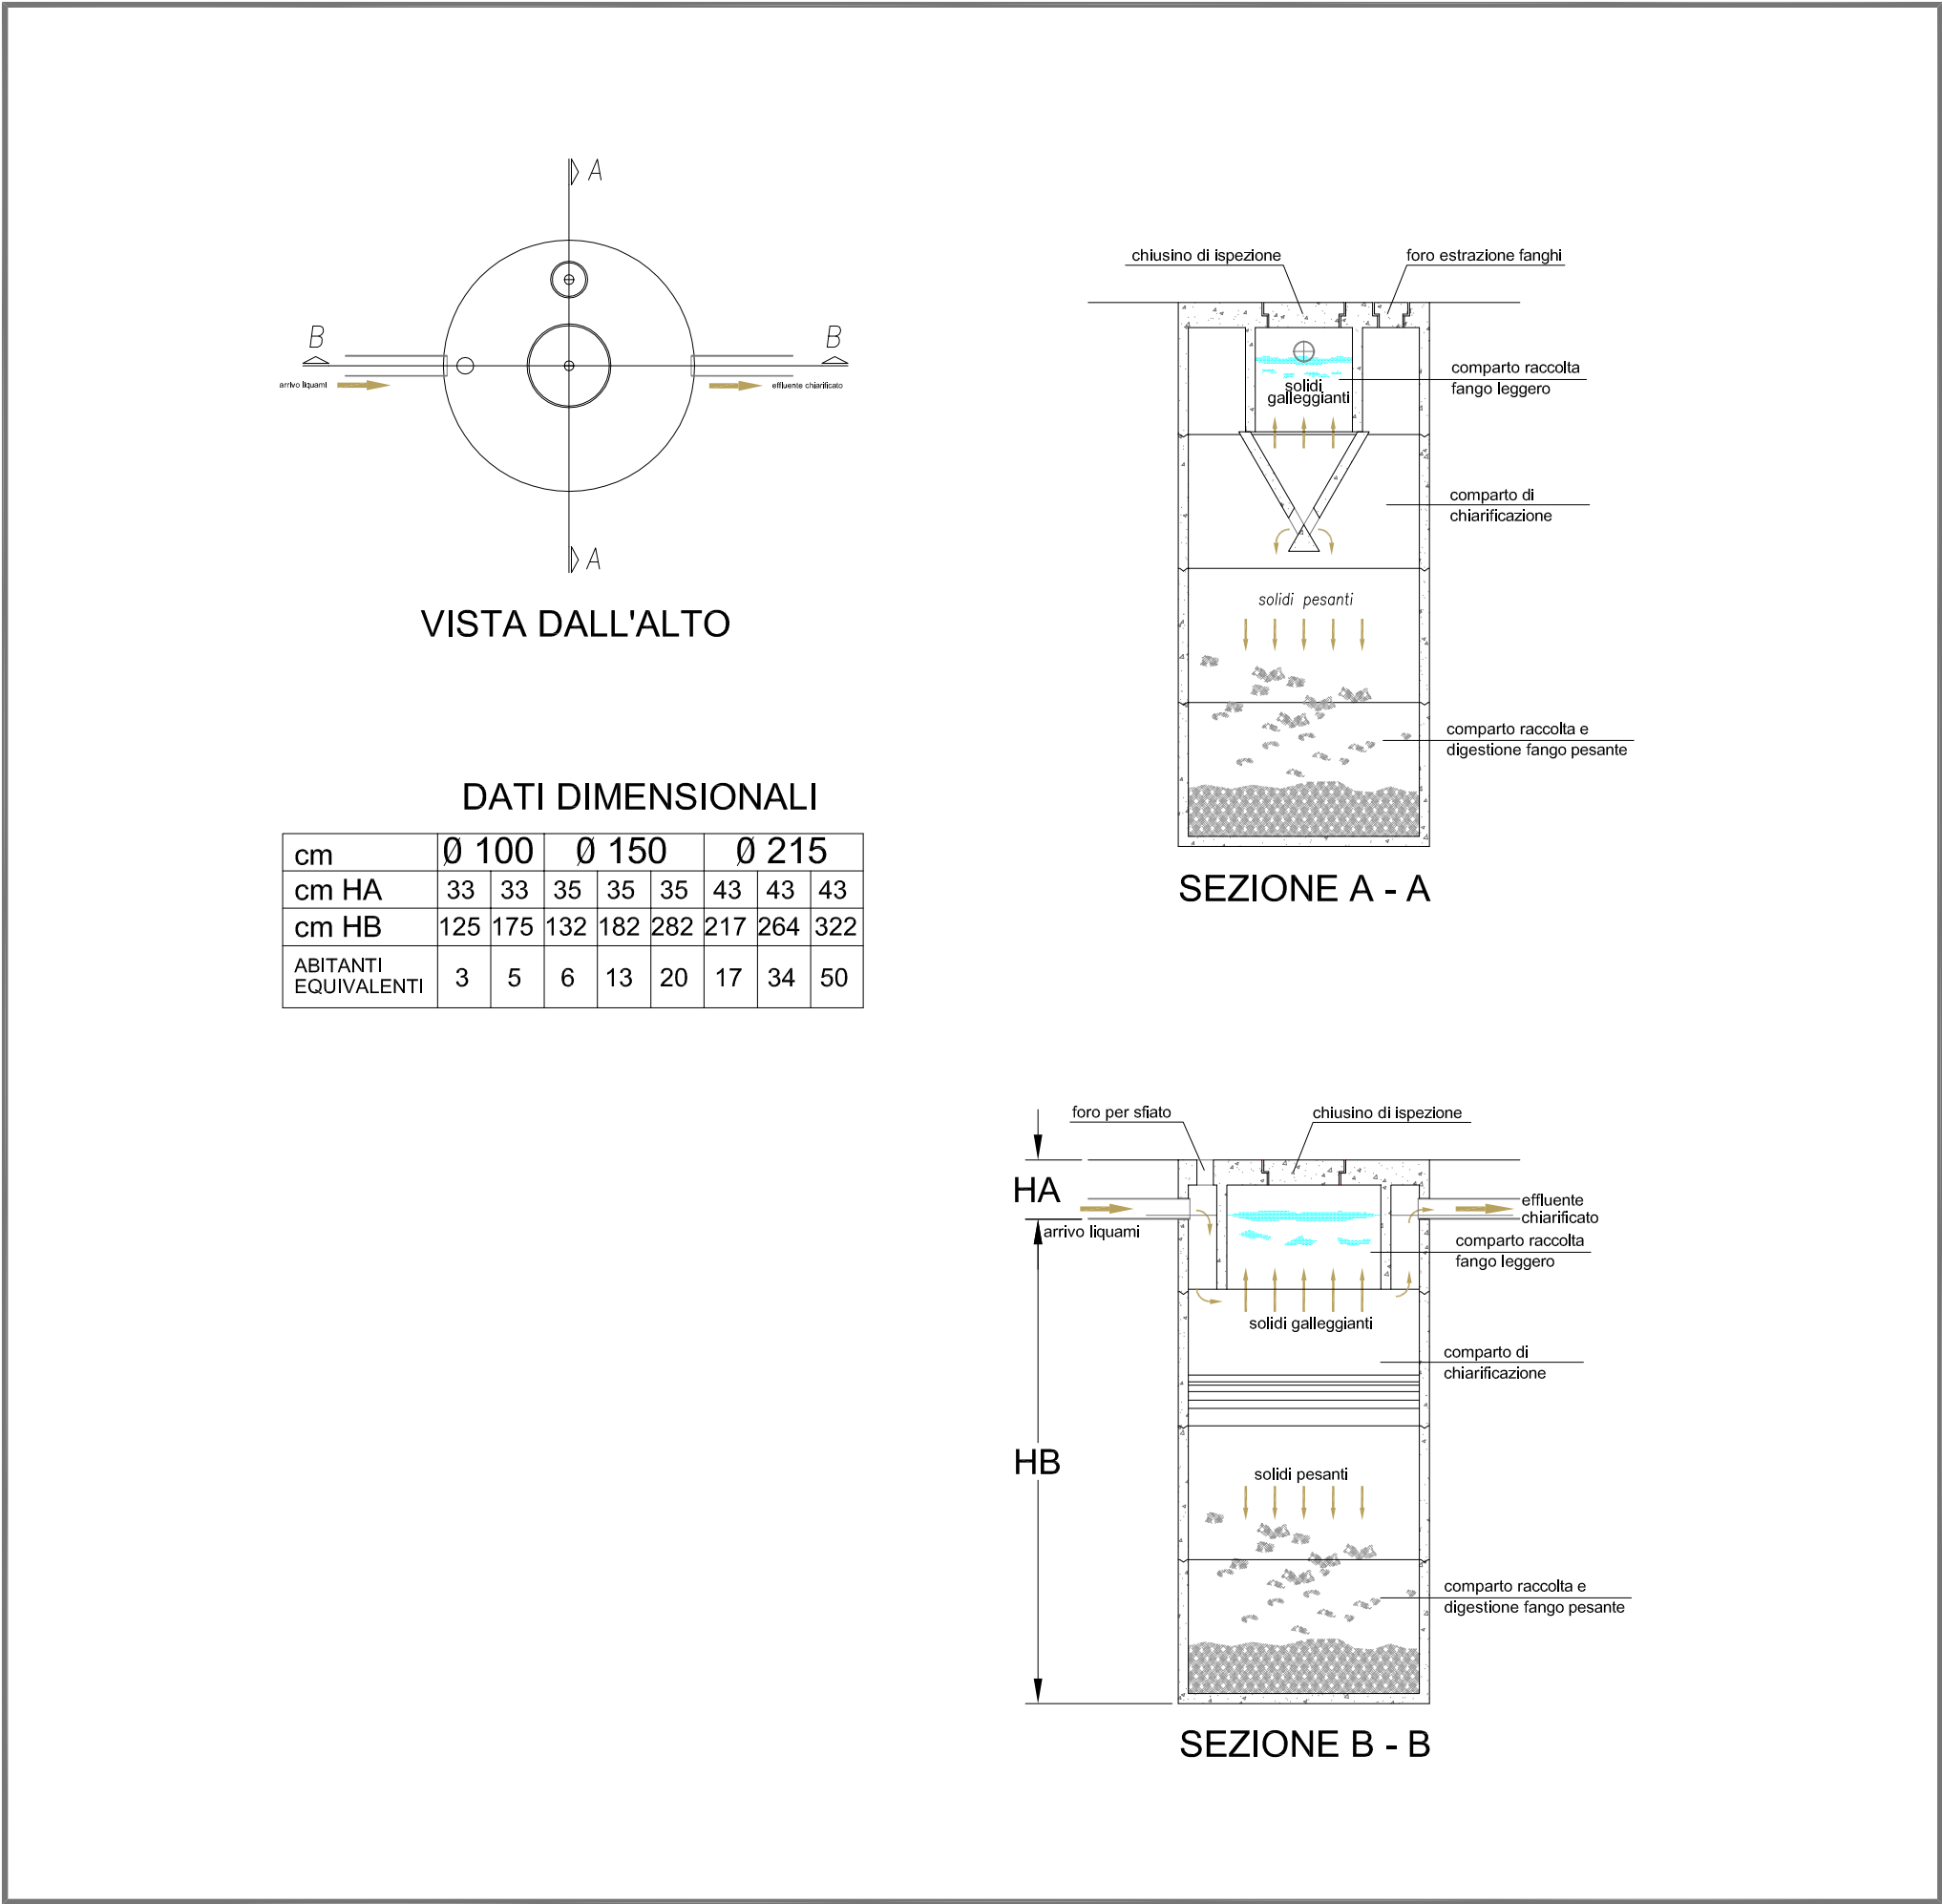 A
B
B
arrivo liquami
effluente chiarificato
A
VISTA DALL'ALTO
DATI DIMENSIONALI
cm Ø 100 Ø 150 Ø 215
cm HA 33 33 35 35 35 43 43 43
cm HB 125 175 132 182 282 217 264 322
ABITANTI
EQUIVALENTI 3 5 6 13 20 17 34 50
chiusino di ispezione
foro estrazione fanghi
solidi
galleggianti
comparto raccolta
fango leggero
comparto di
chiarificazione
solidi pesanti
comparto raccolta e
digestione fango pesante
SEZIONE A - A
foro per sfiato
chiusino di ispezione
HA
arrivo liquami
effluente
chiarificato
comparto raccolta
fango leggero
solidi galleggianti
comparto di
chiarificazione
HB
solidi pesanti
comparto raccolta e
digestione fango pesante
SEZIONE B - B